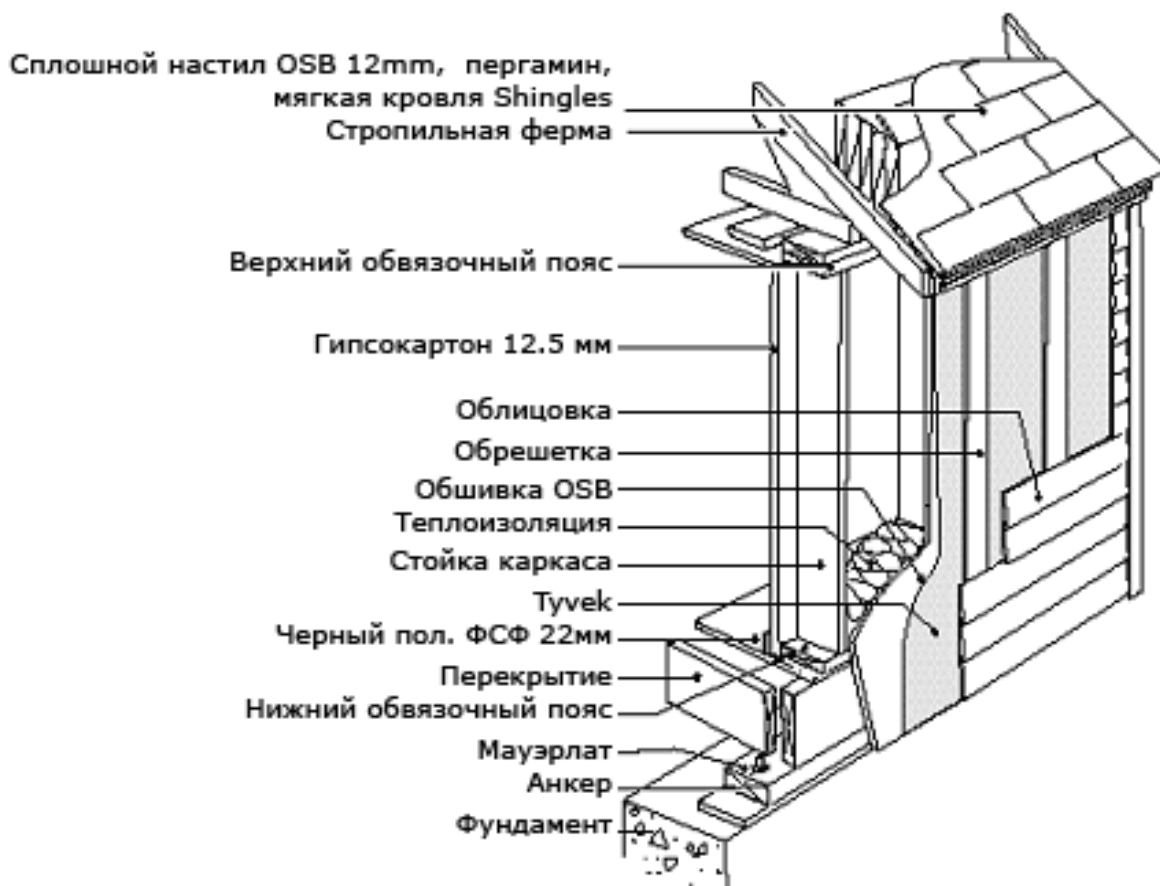 Сплошной настил OSB 12mm, пергамин,
мягкая кровля Shingles
Стропильная ферма
Верхний обвязочный пояс
Гипсокартон 12.5 мм
Облицовка
Обрешетка
Обшивка OSB
Теплоизоляция
Стойка каркаса
Tyvek
Черный пол. ФСФ 22мм
Перекрытие
Нижний обвязочный пояс
Мауэрлат
Анкер
Фундамент